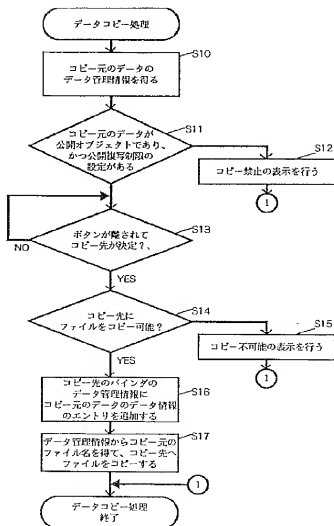 データコピー処理
S10
コピー元のデータの
データ管理情報を得る
S11
コピー元のデータが
公開オブジェクトであり、
かつ公開複写制限の
設定がある
S12
コピー禁止の表示を行う
1
S13
ボタンが離されて
コピー先が決定?、
NO
YES
S14
コピー先に
ファイルをコピー可能?
S15
コピー不可能の表示を行う
1
YES
コピー先のバインダの
S16
データ管理情報に
コピー元のデータのデータ情報
のエントリを追加する
S17
データ管理情報からコピー元の
ファイル名を得て、コピー先へ
ファイルをコピーする
1
データコピー処理
終了